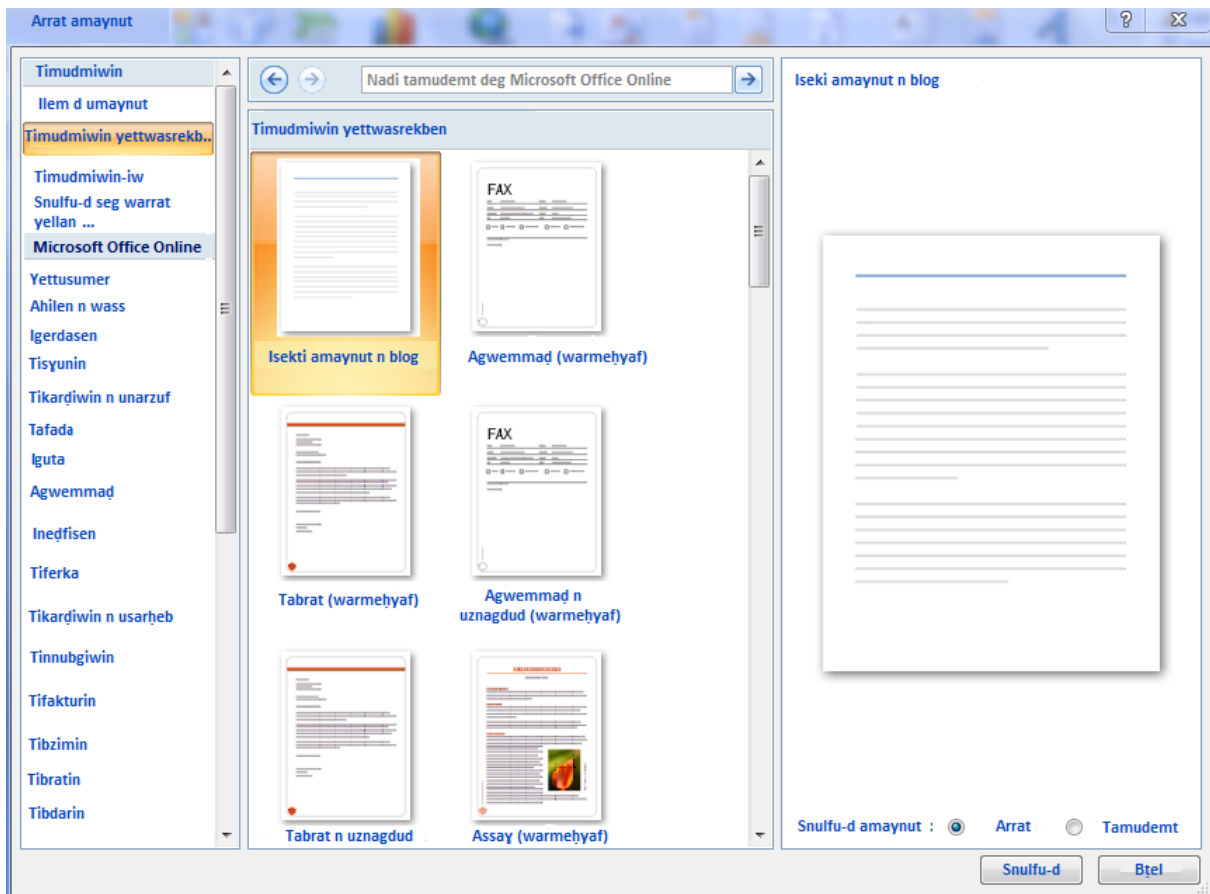 Arrat amaynut
Timudmiwin
Ilem d umaynut
Timudmiwin yettwasrekb..
Timudmiwin-iw
Snulfu-d seg warrat
yellan ...
Microsoft Office Online
Yettusumer
Ahilen n wass
Igerdasen
Tisɣunin
Tikarḍiwin n unarzuf
Tafada
Iguta
Agwemmaḍ
Ineḍfisen
Tiferka
Tikarḍiwin n usarḥeb
Tinnubgiwin
Tifakturin
Tibzimin
Tibratin
Tibdarin
Nadi tamudemt deg Microsoft Office Online
Timudmiwin yettwasrekben
Isekti amaynut n blog
FAX
Agwemmaḍ (warmeḥyaf)
Tabrat (warmeḥyaf)
FAX
Agwemmaḍ n
uznagdud (warmeḥyaf)
Tabrat n uznagdud
Assaɣ (warmeḥyaf)
Iseki amaynut n blog
Snulfu-d amaynut :
Arrat
Tamudemt
Snulfu-d
Bṭel